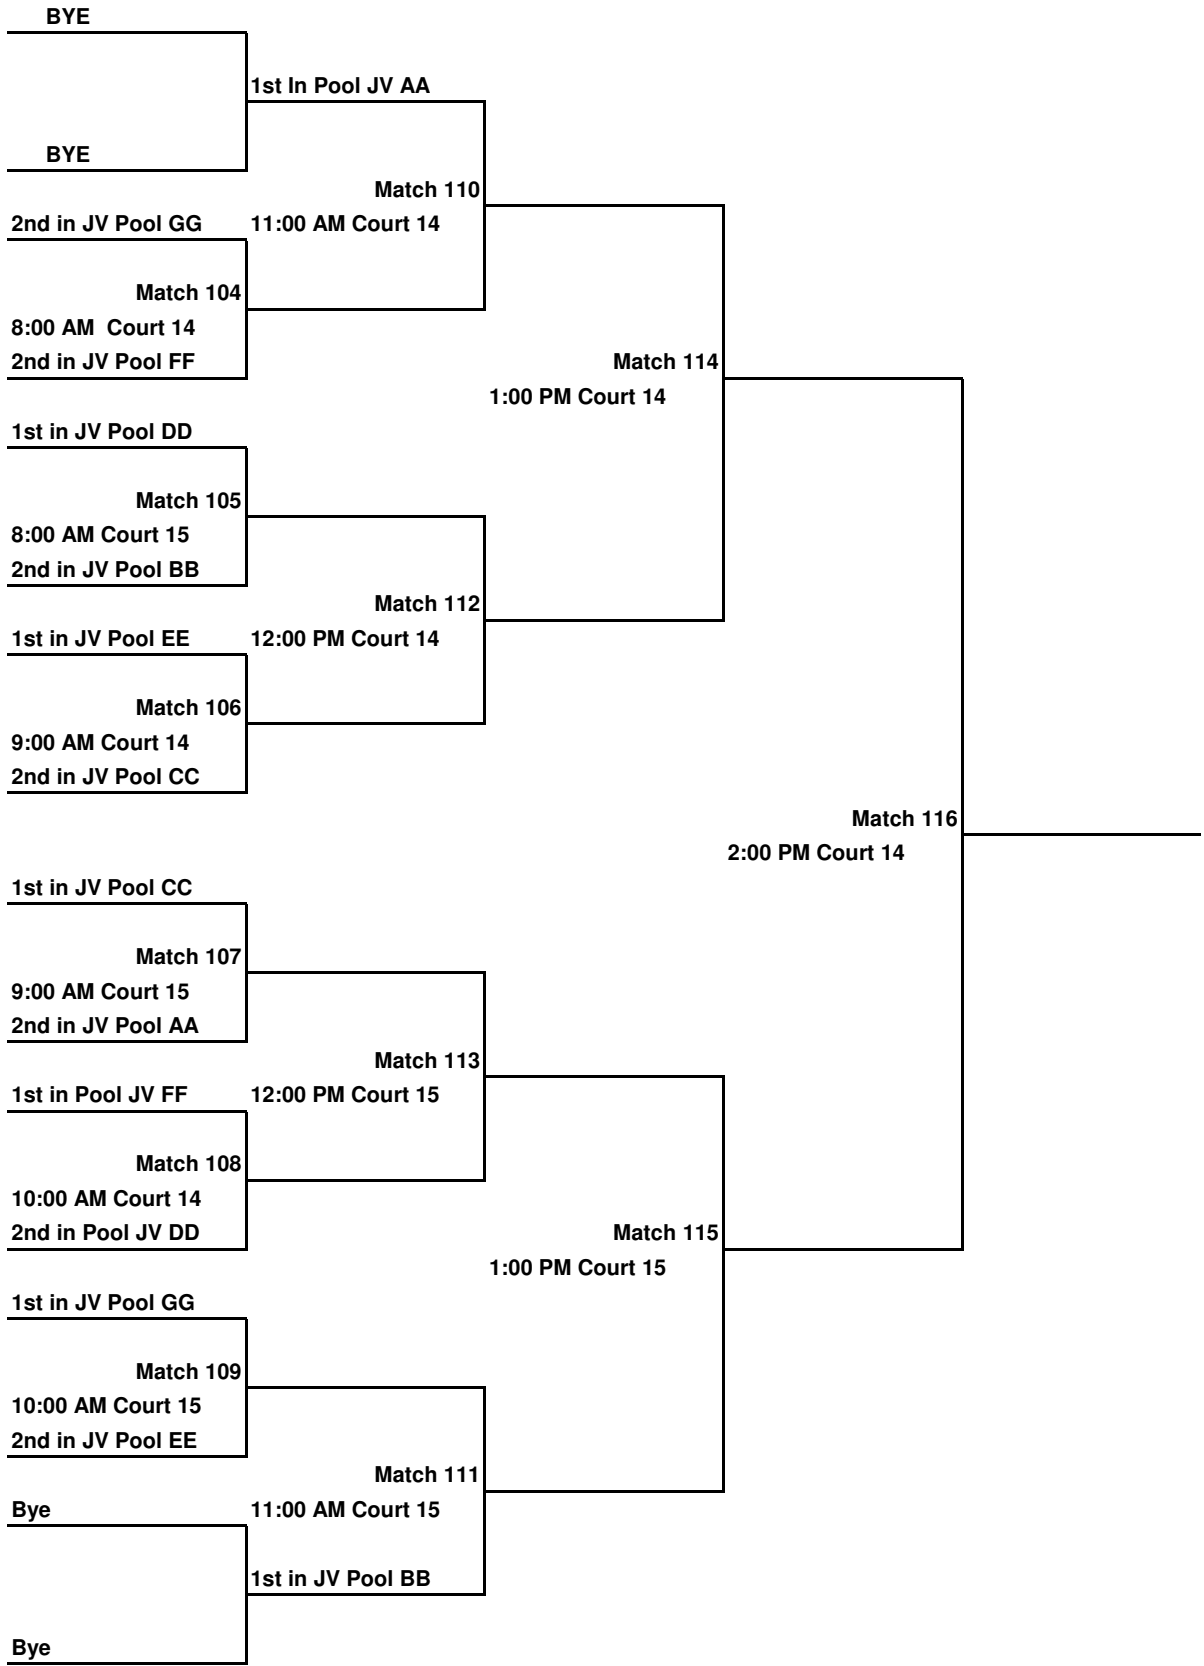 BYE
1st In Pool JV AA
BYE
Match 110
2nd in JV Pool GG
11:00 AM Court 14
Match 104
8:00 AM  Court 14
2nd in JV Pool FF
Match 114
1:00 PM Court 14
1st in JV Pool DD
Match 105
8:00 AM Court 15
2nd in JV Pool BB
Match 112
1st in JV Pool EE
12:00 PM Court 14
Match 106
9:00 AM Court 14
2nd in JV Pool CC
Match 116
2:00 PM Court 14
1st in JV Pool CC
Match 107
9:00 AM Court 15
2nd in JV Pool AA
Match 113
1st in Pool JV FF
12:00 PM Court 15
Match 108
10:00 AM Court 14
2nd in Pool JV DD
Match 115
1:00 PM Court 15
1st in JV Pool GG
Match 109
10:00 AM Court 15
2nd in JV Pool EE
Match 111
Bye
11:00 AM Court 15
1st in JV Pool BB
Bye